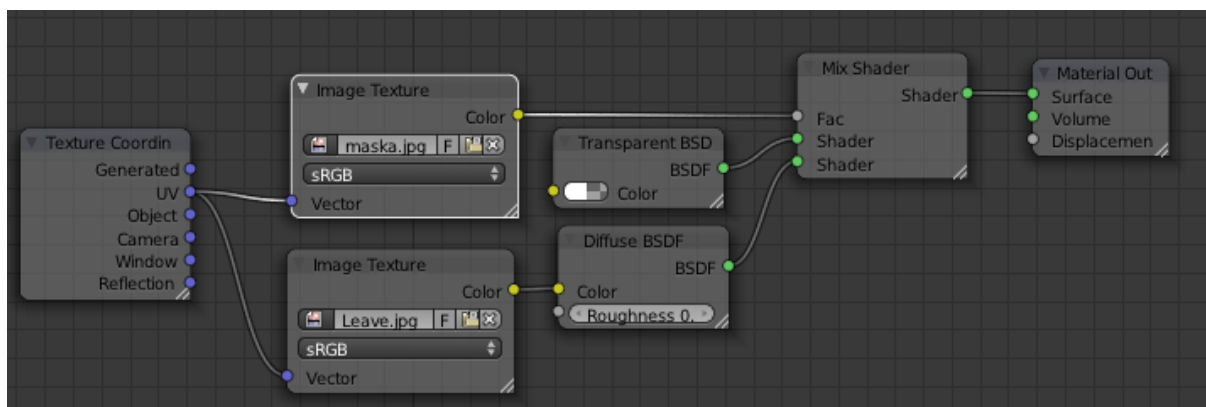 Texture Coordin
Generated
UV
Object
Camera
Window
Reflection
Image Texture
Color
maska.jpg F
sRGB
Vector
Image Texture
Color
Leave.jpg F
sRGB
Vector
Transparent BSD
BSDF
Color
Diffuse BSDF
BSDF
Color
Roughness 0.
Mix Shader
Shader
Fac
Shader
Shader
Material Out
Surface
Volume
Displacemen